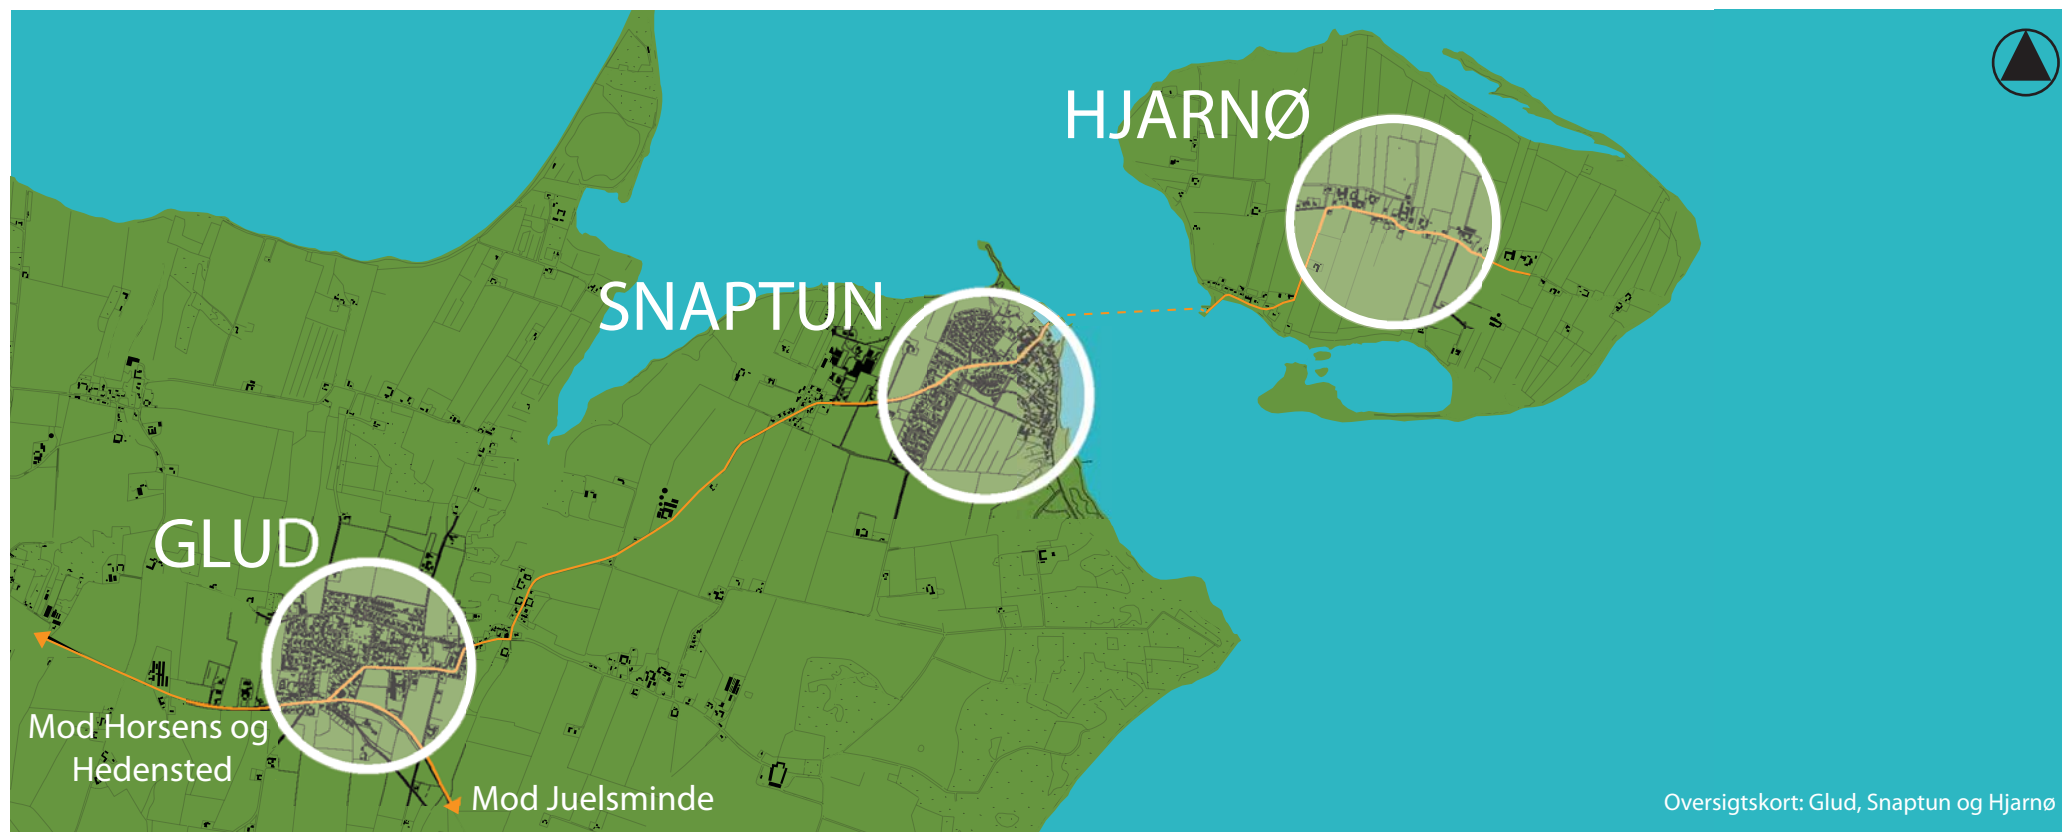 HJARNØ
SNAPTUN
GLUD
Mod Horsens og
Hedensted
Mod Juelsminde
Oversigtskort: Glud, Snaptun og Hjarnø